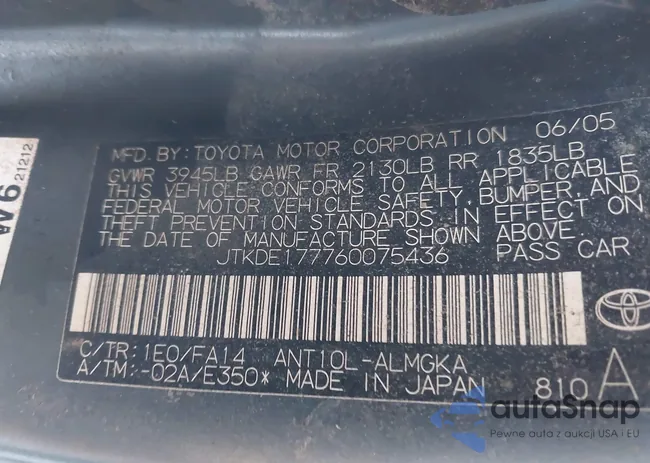 MFD. BY: TOYOTA MOTOR CORPORATION 06/05
GVWR 3945LB GAWR FR 2130LB RR 1835LB
THIS VEHICLE CONFORMS TO ALL APPLICABLE
FEDERAL MOTOR VEHICLE SAFETY, BUMPER, AND
THEFT PREVENTION STANDARDS IN EFFECT ON
THE DATE OF MANUFACTURE SHOWN ABOVE.
JTKDE177760075436 PASS CAR
C/TR: 1E0/FA14 ANT10L-ALMGKA
A/TM: -02A/E350* MADE IN JAPAN 810 A
W6
21212
autoSnap
Pewne auta z aukcji USA i EU